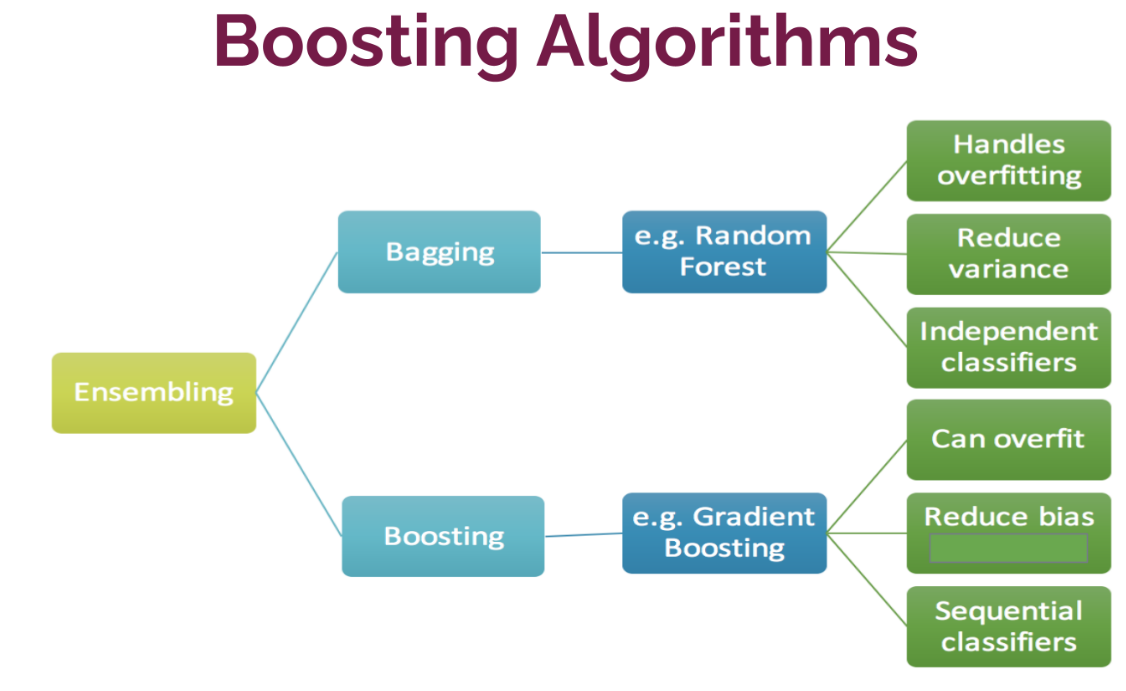 Boosting Algorithms
Handles
overfitting
Bagging
e.g. Random
Forest
Reduce
variance
Independent
classifiers
Ensembling
Can overfit
Boosting
e.g. Gradient
Boosting
Reduce bias
Sequential
classifiers